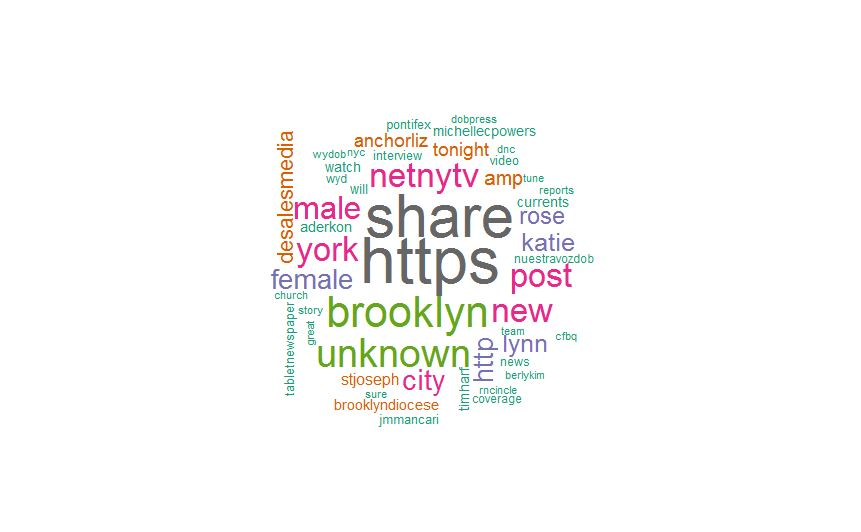 dobpress
pontifex
michellecpowers
anchorliz
tonight
dnc
wydob
nyc
interview
video
watch
netnytv
amp
tune
wyd
will
reports
desalesmedia
male
share
currents
rose
aderkon
york
https
katie
nuestravozdob
female
post
church
story
brooklyn
new
great
team
cfbq
tabletnewspaper
unknown
http
lynn
news
stjoseph
city
berlykim
sure
timharf
rncincle
coverage
brooklyndiocese
jmmancari